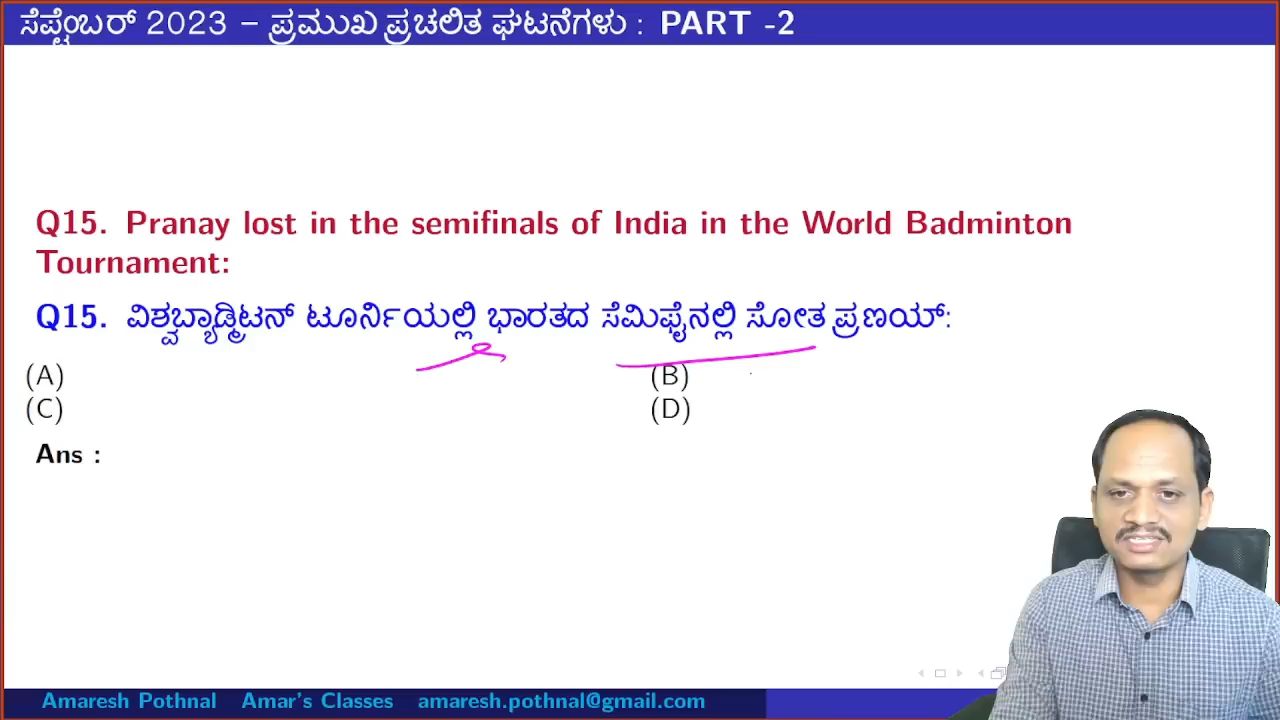 ಸೆಪ್ಟೆಂಬರ್ 2023 – ಪ್ರಮುಖ ಪ್ರಚಲಿತ ಘಟನೆಗಳು : PART -2
Q15. Pranay lost in the semifinals of India in the World Badminton
Tournament:
Q15. ವಿಶ್ವಬ್ಯಾಡ್ಮಿಟನ್ ಟೂರ್ನಿಯಲ್ಲಿ ಭಾರತದ ಸೆಮಿಫೈನಲ್ಲಿ ಸೋತ ಪ್ರಣಯ್:
(A) (B)
(C) (D)
Ans :
Amaresh Pothnal Amar's Classes amaresh.pothnal@gmail.com